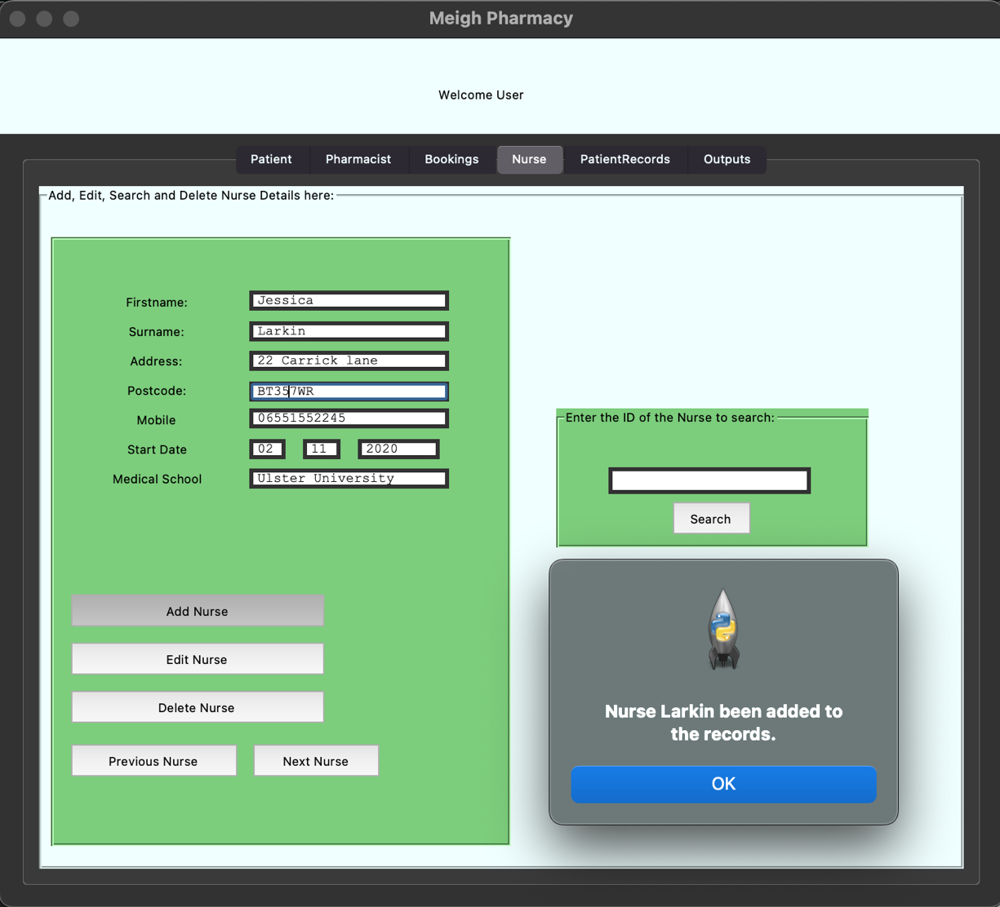 Meigh Pharmacy
Welcome User
Patient Pharmacist Bookings Nurse PatientRecords Outputs
Add, Edit, Search and Delete Nurse Details here:
Firstname: Jessica
Surname: Larkin
Address: 22 Carrick lane
Postcode: BT357WR
Mobile 06551552245
Start Date 02 11 2020
Medical School Ulster University
Add Nurse
Edit Nurse
Delete Nurse
Previous Nurse Next Nurse
Enter the ID of the Nurse to search:
Search
Nurse Larkin been added to
the records.
OK